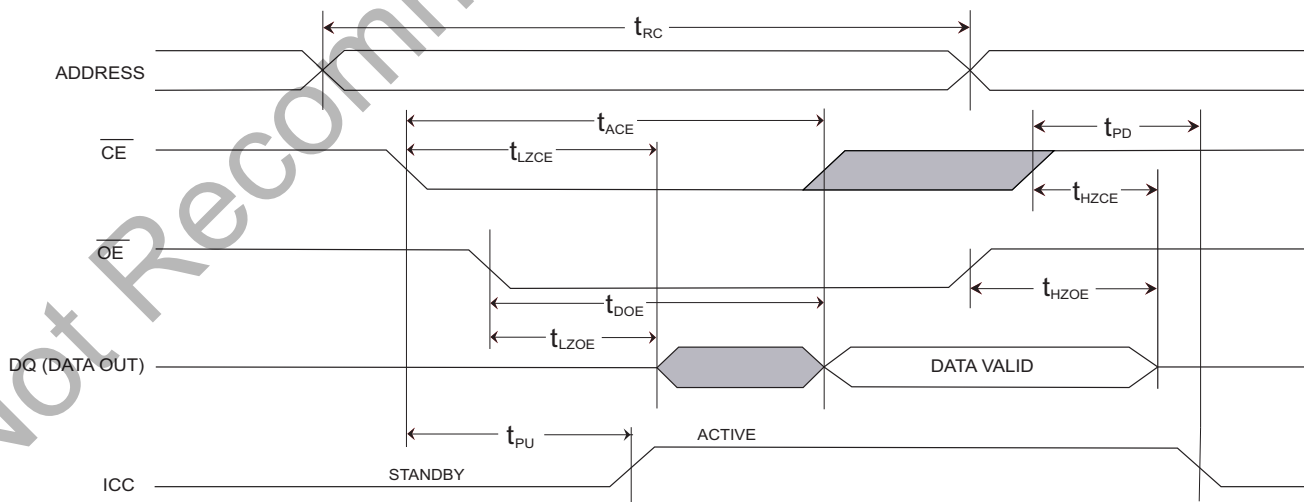 tRC
ADDRESS
tACE
tPD
CE
tLZCE
tHZCE
OE
tHZOE
tDOE
tLZOE
DQ (DATA OUT)
DATA VALID
tPU
ACTIVE
STANDBY
ICC
Not Recom